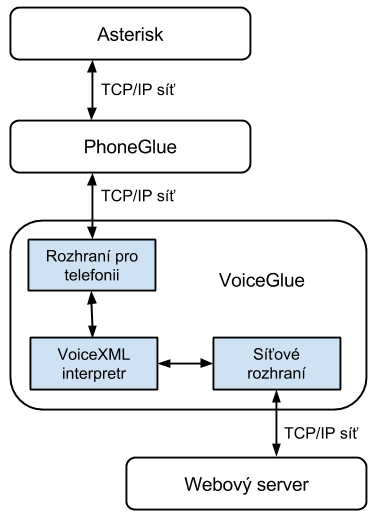 Asterisk
TCP/IP síť
PhoneGlue
TCP/IP síť
Rozhraní pro
telefonii
VoiceGlue
VoiceXML
interpretr
Síťové
rozhraní
TCP/IP síť
Webový server